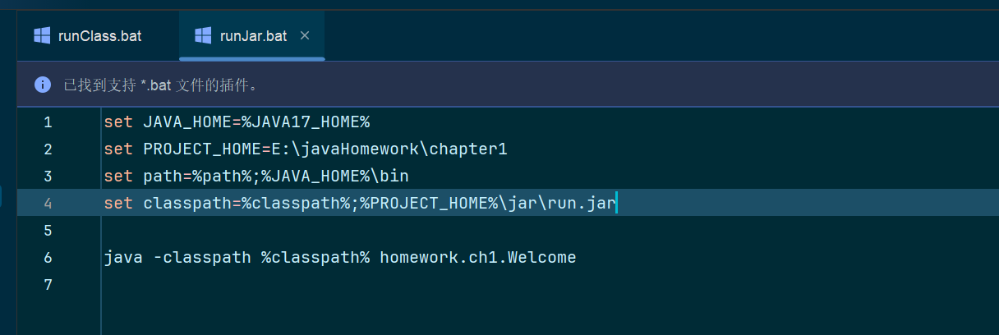 runClass.bat
runJar.bat
已找到支持 *.bat 文件的插件。
1 set JAVA_HOME=%JAVA17_HOME%
2 set PROJECT_HOME=E:\javaHomework\chapter1
3 set path=%path%;%JAVA_HOME%\bin
4 set classpath=%classpath%;%PROJECT_HOME%\jar\run.jar
5
6 java -classpath %classpath% homework.ch1.Welcome
7